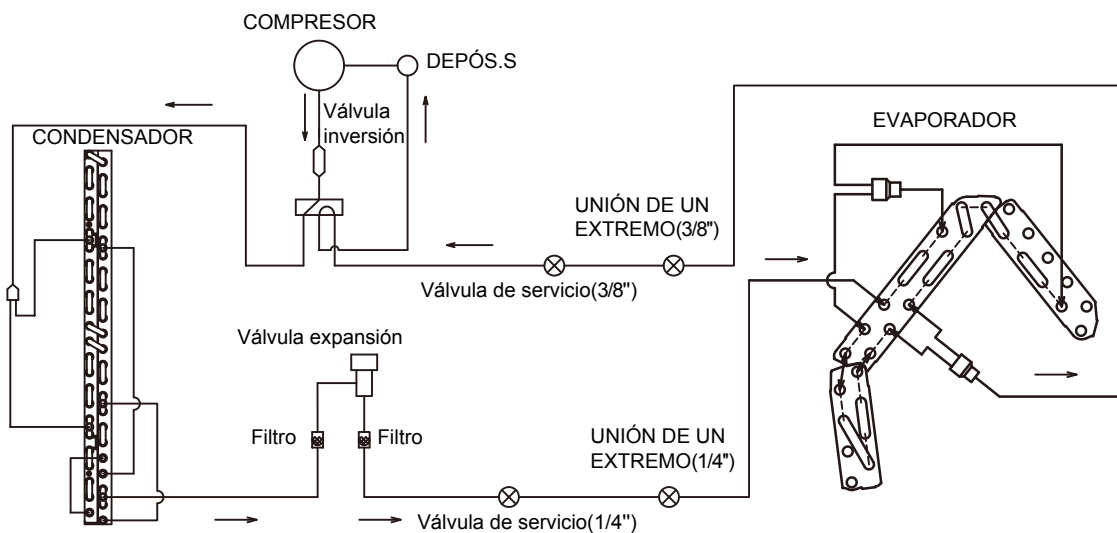 COMPRESOR
DEPÓS.S
Válvula
inversión
CONDENSADOR
EVAPORADOR
UNIÓN DE UN
EXTREMO(3/8")
Válvula de servicio(3/8")
Válvula expansión
Filtro
Filtro
UNIÓN DE UN
EXTREMO(1/4")
Válvula de servicio(1/4")